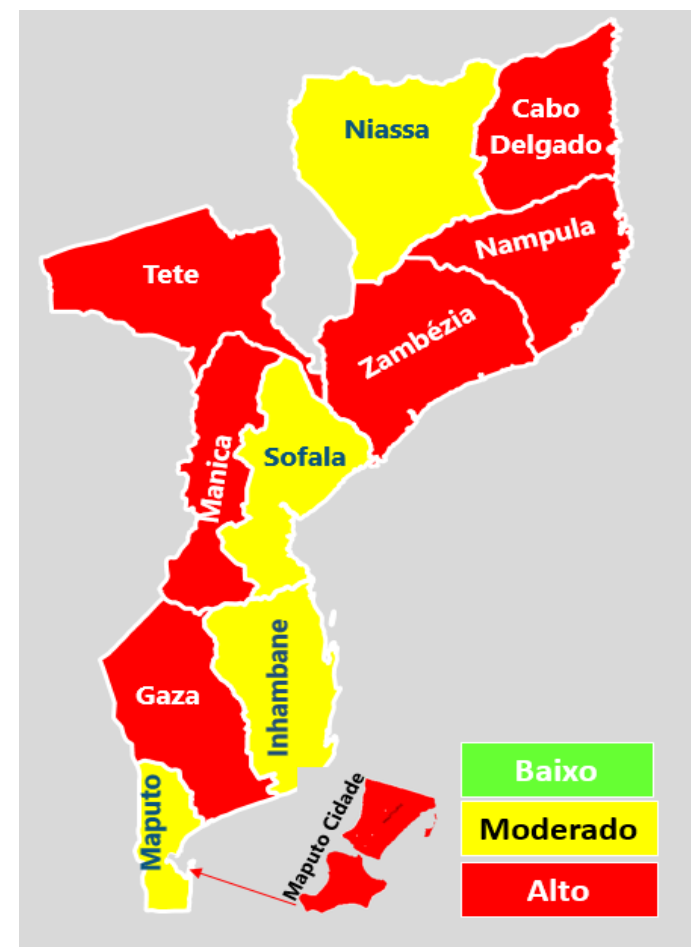 Cabo
Delgado
Niassa
Nampula
Tete
Zambézia
Manica
Sofala
Inhambane
Gaza
Maputo
Maputo Cidade
Baixo
Moderado
Alto